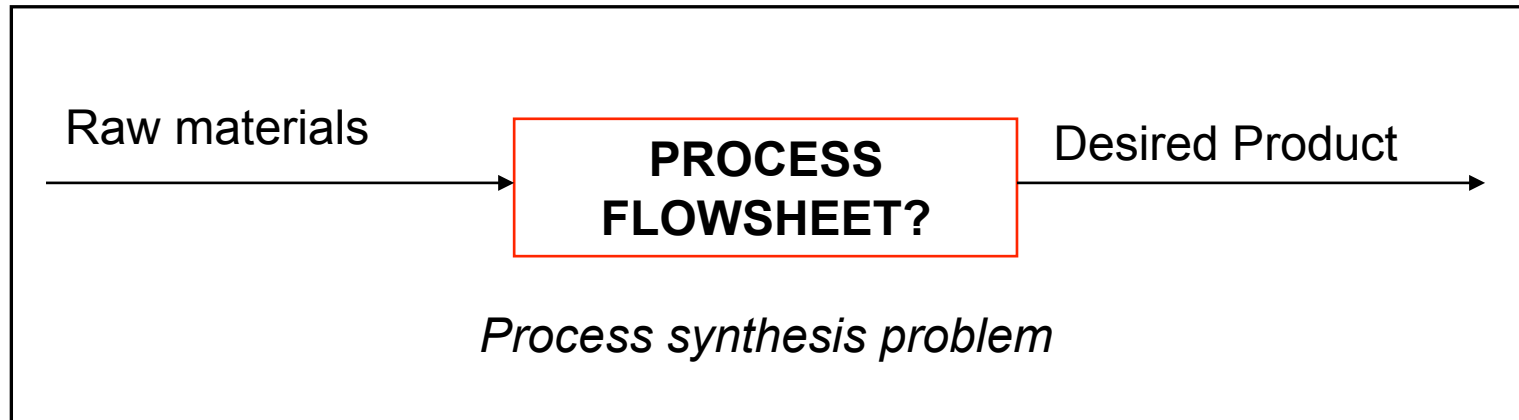 Raw materials
PROCESS
FLOWSHEET?
Desired Product
Process synthesis problem